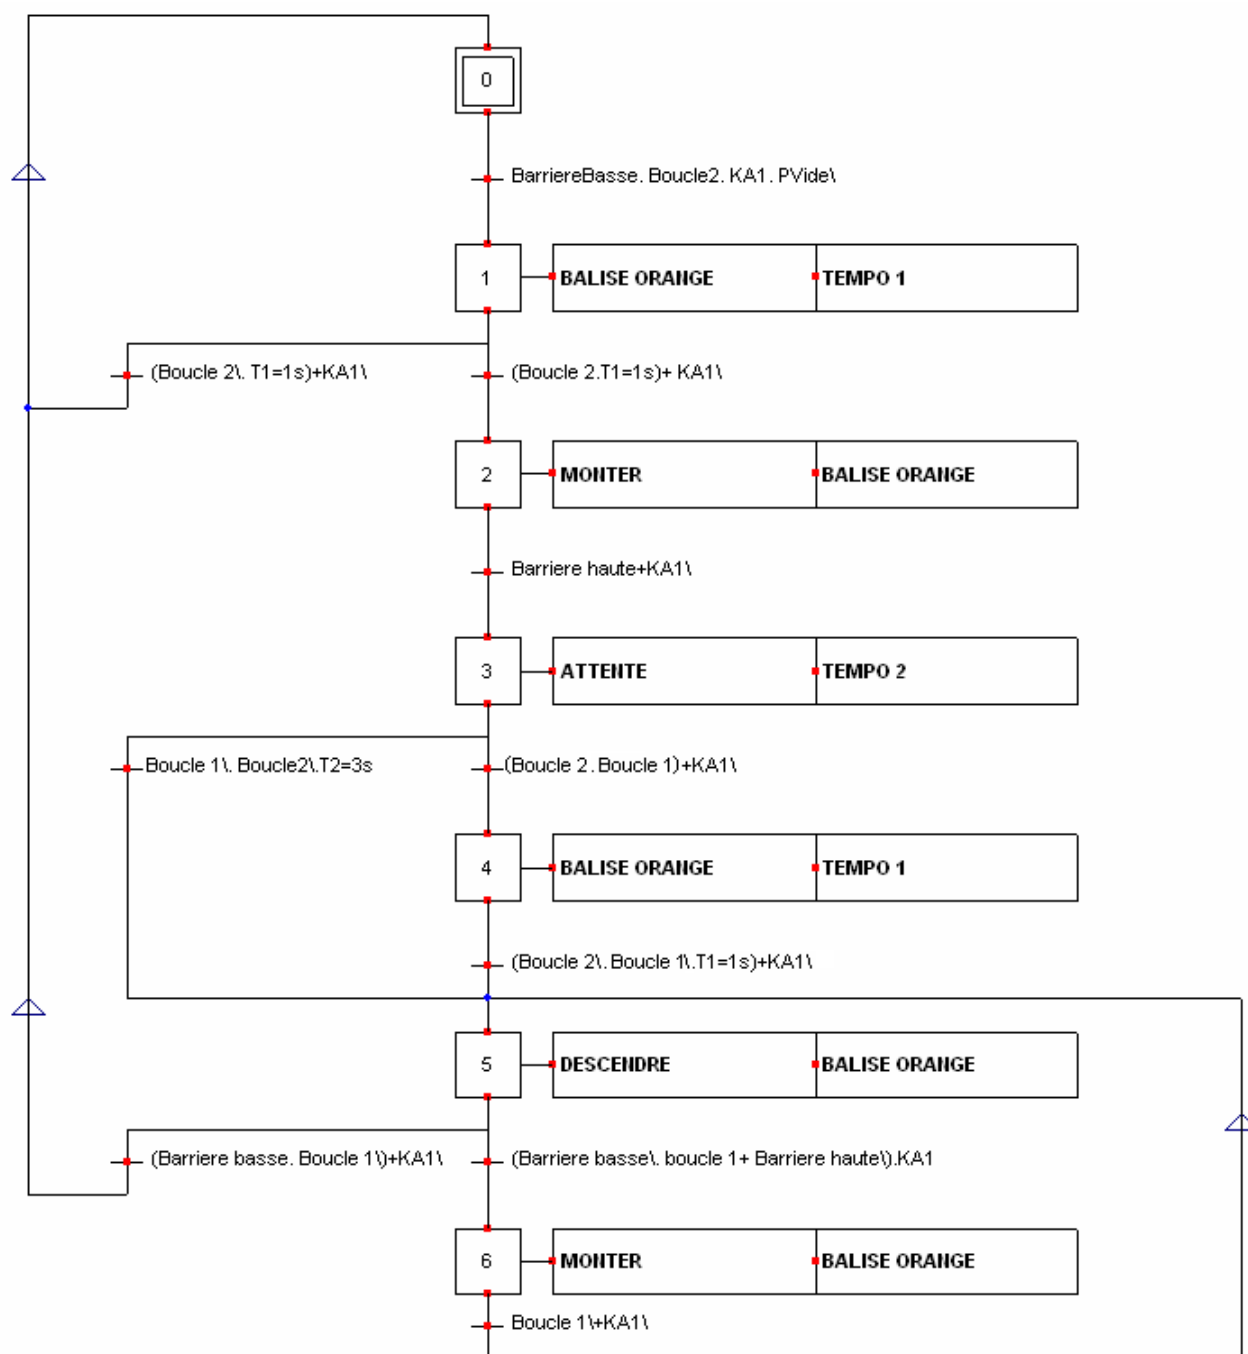 0
BarriereBasse. Boucle2. KA1. PVide\
1
BALISE ORANGE
TEMPO 1
(Boucle 2\. T1=1s)+KA1\
(Boucle 2.T1=1s)+ KA1\
2
MONTER
BALISE ORANGE
Barriere haute+KA1\
3
ATTENTE
TEMPO 2
Boucle 1\. Boucle2\.T2=3s
(Boucle 2. Boucle 1)+KA1\
4
BALISE ORANGE
TEMPO 1
(Boucle 2\. Boucle 1\.T1=1s)+KA1\
5
DESCENDRE
BALISE ORANGE
(Barriere basse. Boucle 1\)+KA1\
(Barriere basse\. boucle 1+ Barriere haute\).KA1
6
MONTER
BALISE ORANGE
Boucle 1\+KA1\